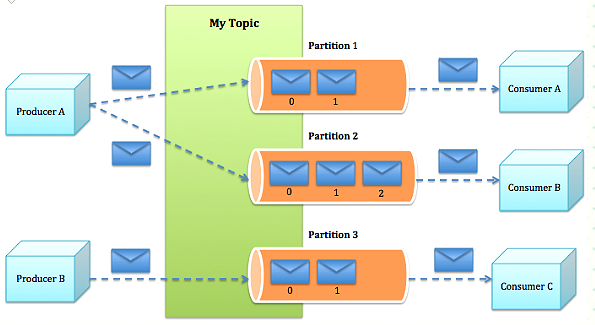 My Topic
Partition 1
Producer A
0 1
Consumer A
Partition 2
0 1 2
Consumer B
Partition 3
Producer B
0 1
Consumer C